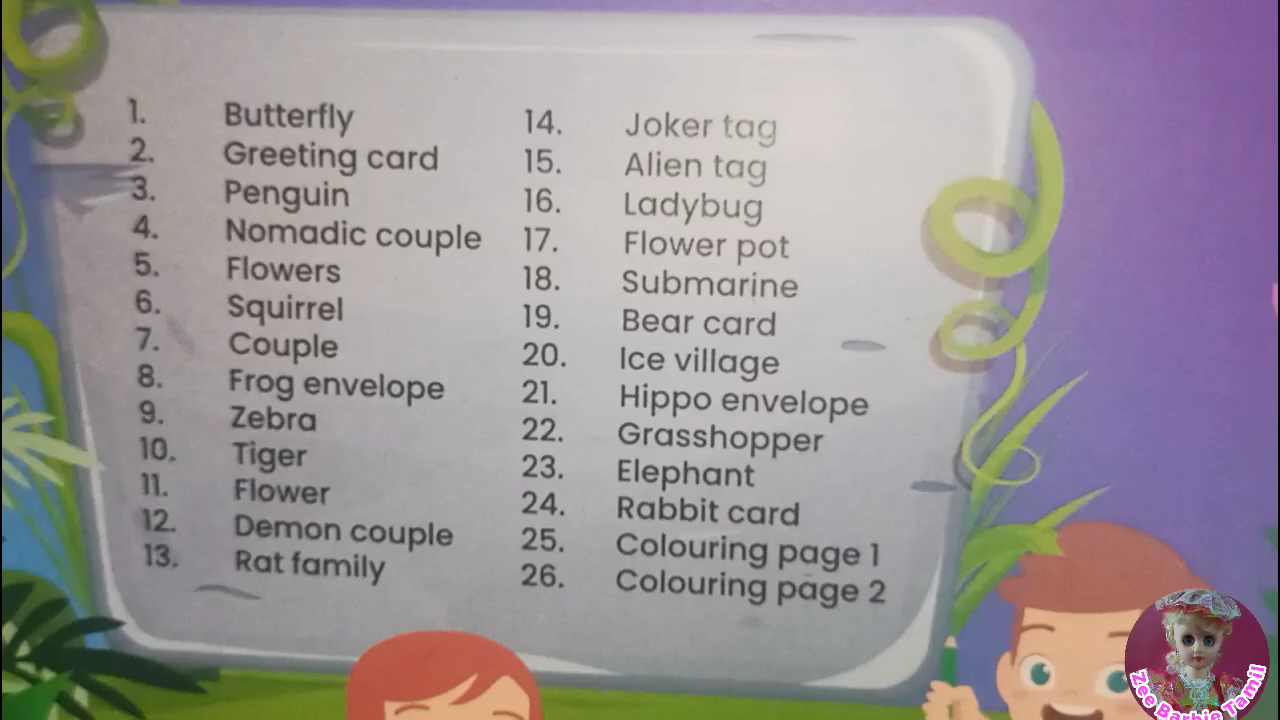 1. Butterfly
2. Greeting card
3. Penguin
4. Nomadic couple
5. Flowers
6. Squirrel
7. Couple
8. Frog envelope
9. Zebra
10. Tiger
11. Flower
12. Demon couple
13. Rat family
14. Joker tag
15. Alien tag
16. Ladybug
17. Flower pot
18. Submarine
19. Bear card
20. Ice village
21. Hippo envelope
22. Grasshopper
23. Elephant
24. Rabbit card
25. Colouring page 1
26. Colouring page 2
Zee Barbie Tamil